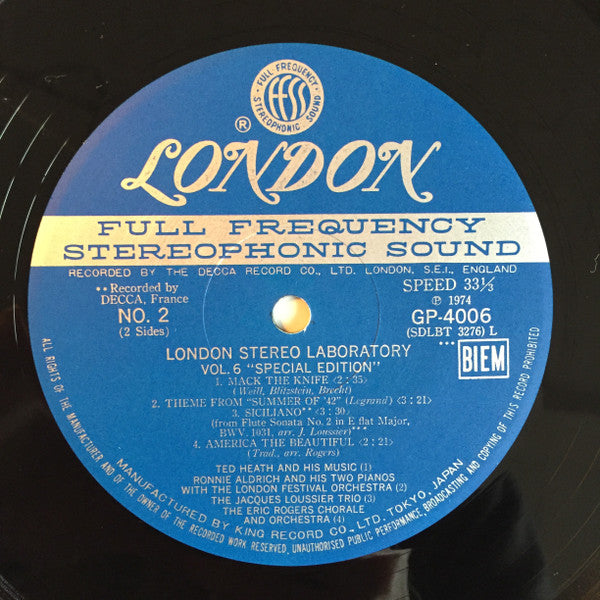 FULL FREQUENCY
ffss
STEREOPHONIC SOUND
®
LONDON
FULL FREQUENCY
STEREOPHONIC SOUND
RECORDED BY THE DECCA RECORD CO., LTD. LONDON, S.E.I., ENGLAND
**Recorded by
DECCA, France
NO. 2
(2 Sides)
SPEED 33⅓
℗ 1974
GP-4006
(SDLBT 3276) L
***
BIEM
LONDON STEREO LABORATORY
VOL. 6 "SPECIAL EDITION"
1. MACK THE KNIFE <2:35>
(Weill, Blitzstein, Brecht)
2. THEME FROM "SUMMER OF '42" (Legrand) <3:21>
3. SICILIANO** <3:30>
(from Flute Sonata No. 2 in E flat Major,
BWV. 1031, arr. J. Loussier)***
4. AMERICA THE BEAUTIFUL <2:21>
(Trad., arr. Rogers)
TED HEATH AND HIS MUSIC (1)
RONNIE ALDRICH AND HIS TWO PIANOS
WITH THE LONDON FESTIVAL ORCHESTRA (2)
THE JACQUES LOUSSIER TRIO (3)
THE ERIC ROGERS CHORALE
AND ORCHESTRA (4)
MANUFACTURED BY KING RECORD CO., LTD. TOKYO, JAPAN
ALL RIGHTS OF THE MANUFACTURER AND OF THE OWNER OF THE RECORDED WORK RESERVED, UNAUTHORISED PUBLIC PERFORMANCE, BROADCASTING AND COPYING OF THIS RECORD PROHIBITED